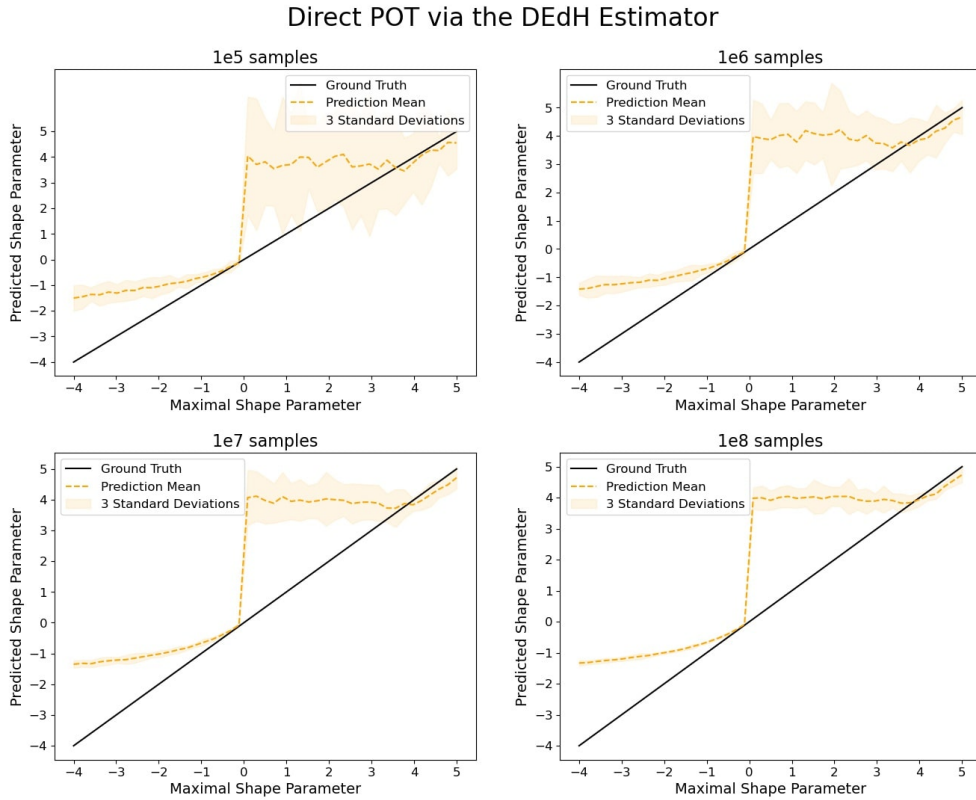 Direct POT via the DEdH Estimator
1e5 samples
Ground Truth
Prediction Mean
3 Standard Deviations
5
4
3
2
1
0
−1
−2
−3
−4
Predicted Shape Parameter
−4 −3 −2 −1 0 1 2 3 4 5
Maximal Shape Parameter
1e6 samples
Ground Truth
Prediction Mean
3 Standard Deviations
5
4
3
2
1
0
−1
−2
−3
−4
Predicted Shape Parameter
−4 −3 −2 −1 0 1 2 3 4 5
Maximal Shape Parameter
1e7 samples
Ground Truth
Prediction Mean
3 Standard Deviations
5
4
3
2
1
0
−1
−2
−3
−4
Predicted Shape Parameter
−4 −3 −2 −1 0 1 2 3 4 5
Maximal Shape Parameter
1e8 samples
Ground Truth
Prediction Mean
3 Standard Deviations
5
4
3
2
1
0
−1
−2
−3
−4
Predicted Shape Parameter
−4 −3 −2 −1 0 1 2 3 4 5
Maximal Shape Parameter